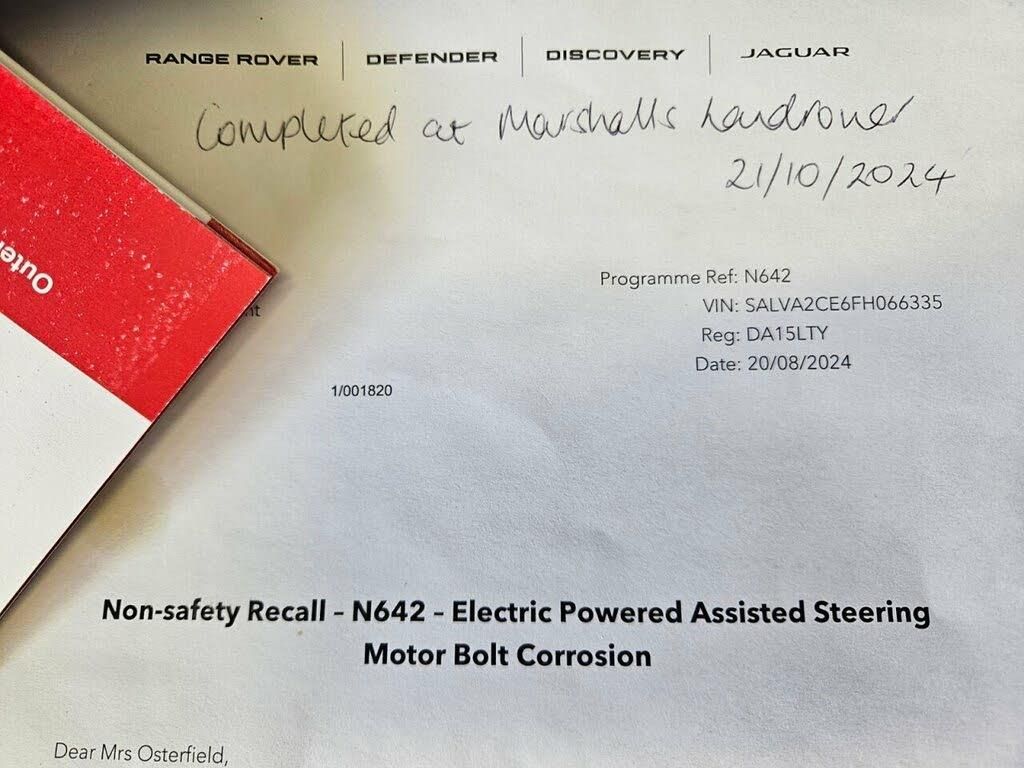 RANGE ROVER | DEFENDER | DISCOVERY | JAGUAR
Completed at Marshalls Landrover
21/10/2024
Programme Ref: N642
VIN: SALVA2CE6FH066335
Reg: DA15LTY
Date: 20/08/2024
1/001820
Non-safety Recall – N642 – Electric Powered Assisted Steering
Motor Bolt Corrosion
Dear Mrs Osterfield,